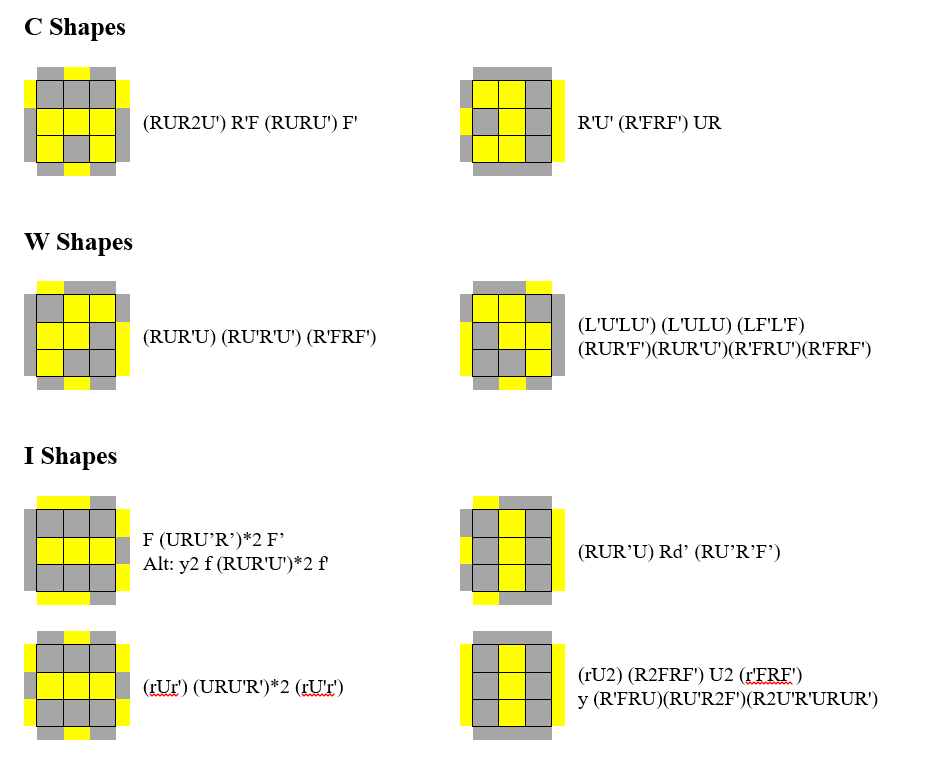 C Shapes
(RUR2U') R'F (RURU') F'
R'U' (R'FRF') UR
W Shapes
(RUR'U) (RU'R'U') (R'FRF')
(L'U'LU') (L'ULU) (LF'L'F)
(RUR'F')(RUR'U')(R'FRU')(R'FRF')
I Shapes
F (URU’R’)*2 F’
Alt: y2 f (RUR'U')*2 f'
(RUR’U) Rd’ (RU’R’F’)
(rUr') (URU'R')*2 (rU'r')
(rU2) (R2FRF') U2 (r'FRF')
y (R'FRU)(RU'R2F')(R2U'R'URUR')